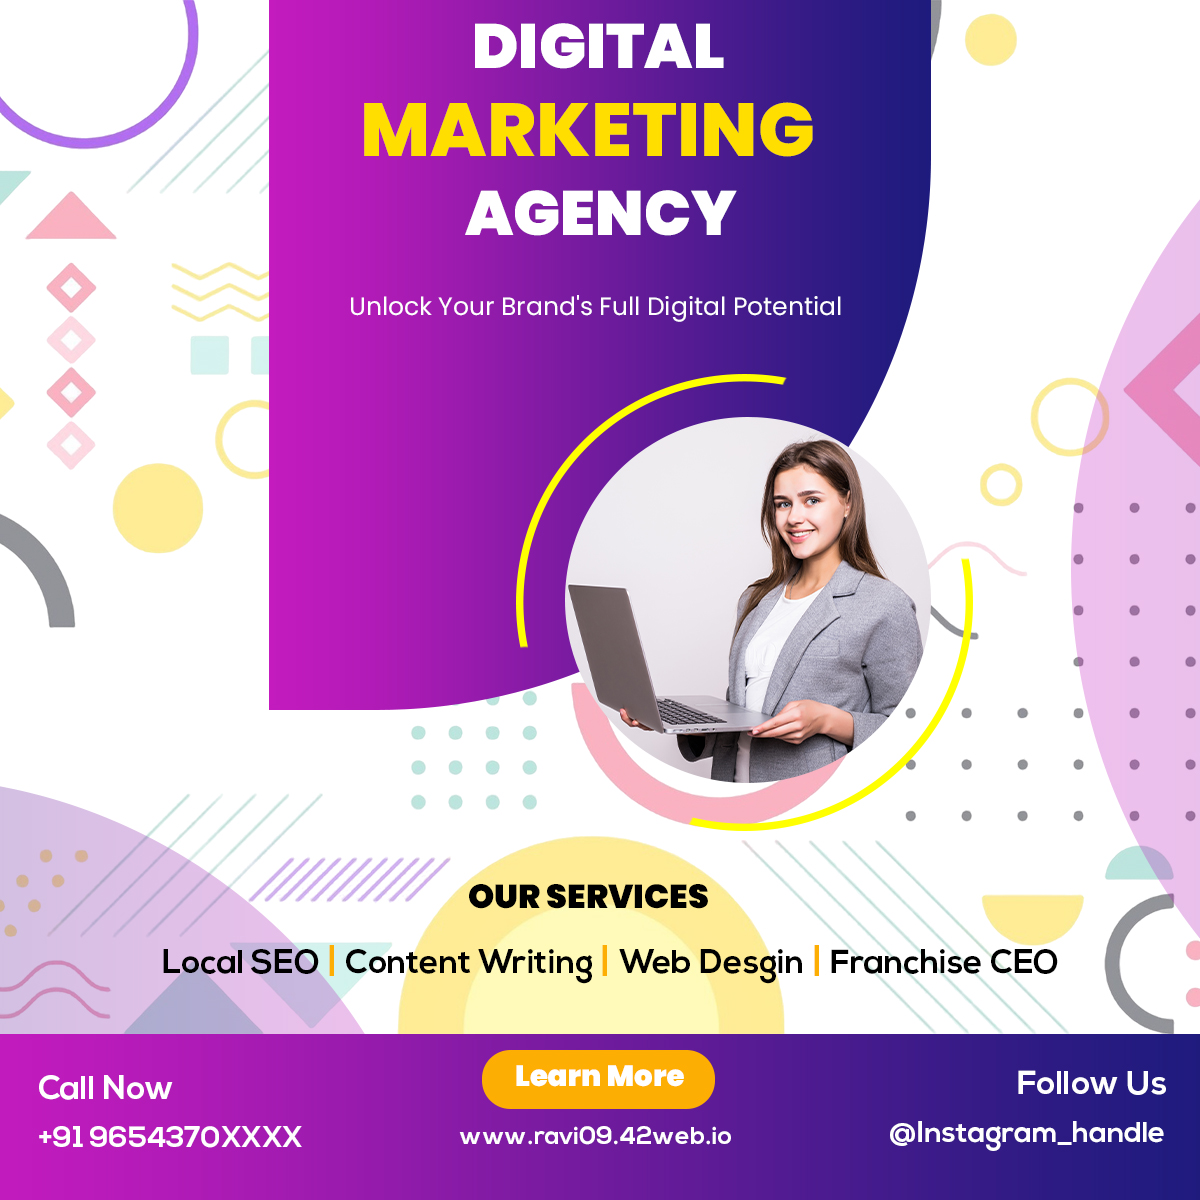 DIGITAL
MARKETING
AGENCY
Unlock Your Brand's Full Digital Potential
OUR SERVICES
Local SEO | Content Writing | Web Desgin | Franchise CEO
Call Now
+91 9654370XXXX
Learn More
www.ravi09.42web.io
Follow Us
@Instagram_handle